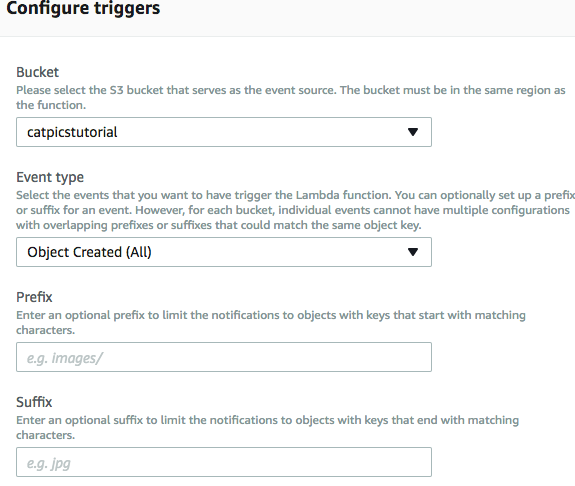 Configure triggers
Bucket
Please select the S3 bucket that serves as the event source. The bucket must be in the same region as
the function.
catpicstutorial
Event type
Select the events that you want to have trigger the Lambda function. You can optionally set up a prefix
or suffix for an event. However, for each bucket, individual events cannot have multiple configurations
with overlapping prefixes or suffixes that could match the same object key.
Object Created (All)
Prefix
Enter an optional prefix to limit the notifications to objects with keys that start with matching
characters.
e.g. images/
Suffix
Enter an optional suffix to limit the notifications to objects with keys that end with matching
characters.
e.g. jpg